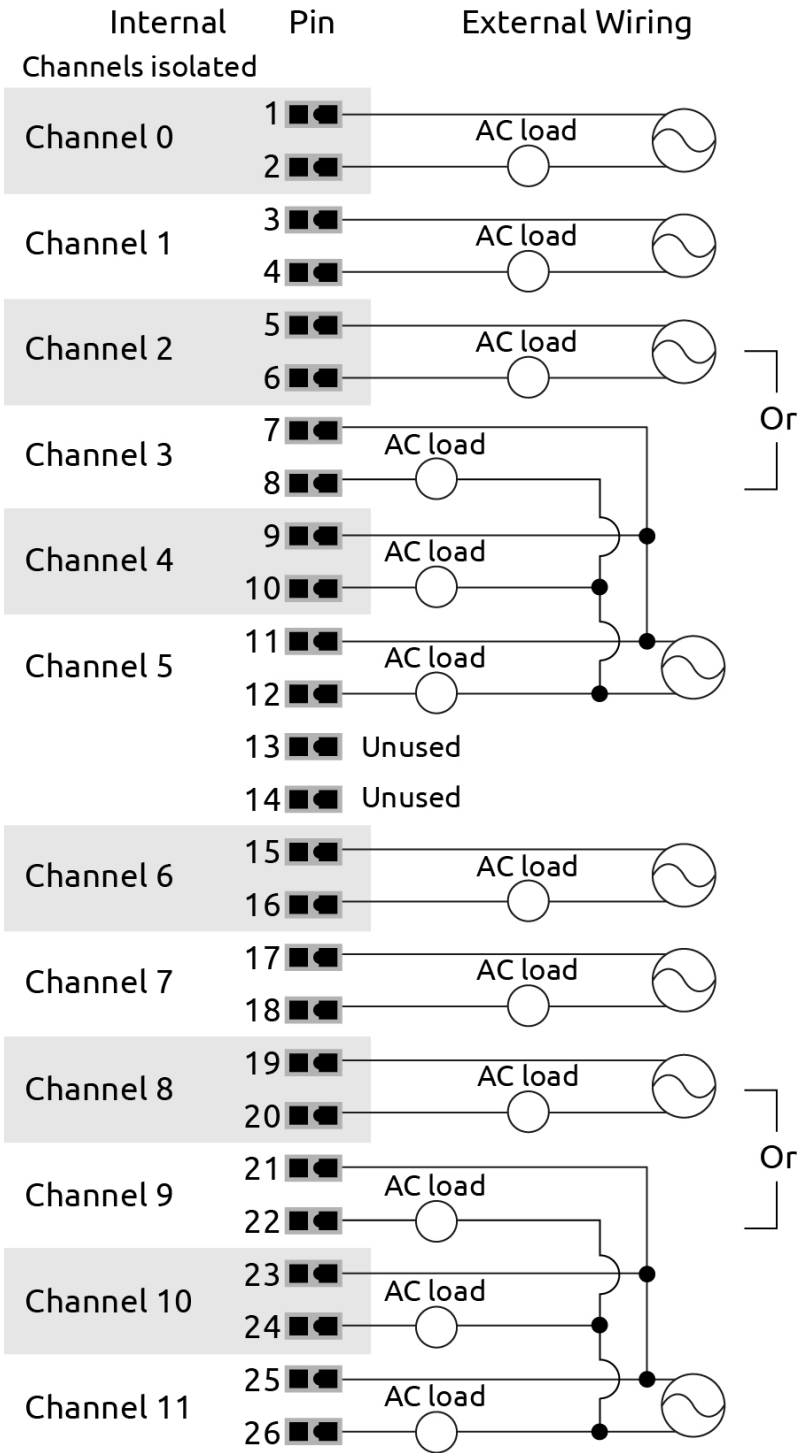 Internal Pin External Wiring
Channels isolated
Channel 0
1
AC load
2
Channel 1
3
AC load
4
Channel 2
5
AC load
6
Or
Channel 3
7
AC load
8
Channel 4
9
AC load
10
Channel 5
11
AC load
12
13 Unused
14 Unused
Channel 6
15
AC load
16
Channel 7
17
AC load
18
Channel 8
19
AC load
20
Or
Channel 9
21
AC load
22
Channel 10
23
AC load
24
Channel 11
25
AC load
26